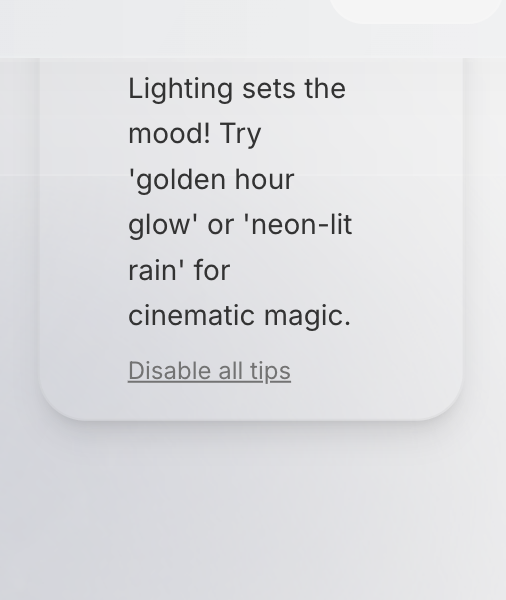 Lighting sets the
mood! Try
'golden hour
glow' or 'neon-lit
rain' for
cinematic magic.
Disable all tips